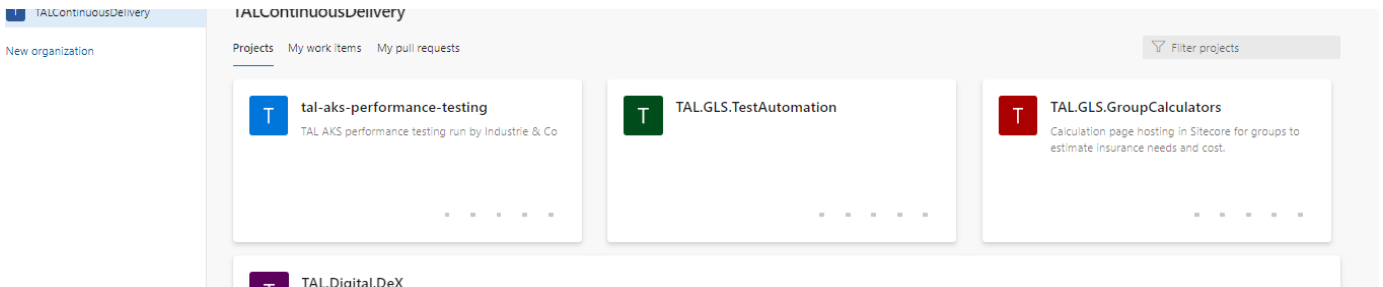 T TALContinuousDelivery
TALContinuousDelivery
New organization
Projects My work items My pull requests
Filter projects
T tal-aks-performance-testing
TAL AKS performance testing run by Industrie & Co
T TAL.GLS.TestAutomation
T TAL.GLS.GroupCalculators
Calculation page hosting in Sitecore for groups to
estimate insurance needs and cost.
T TAL.Digital.DeX